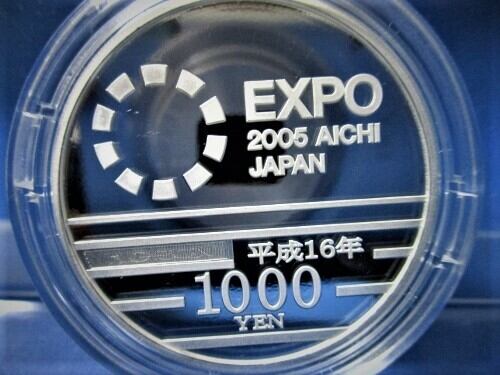 EXPO
2005 AICHI
JAPAN
平成16年
1000
YEN